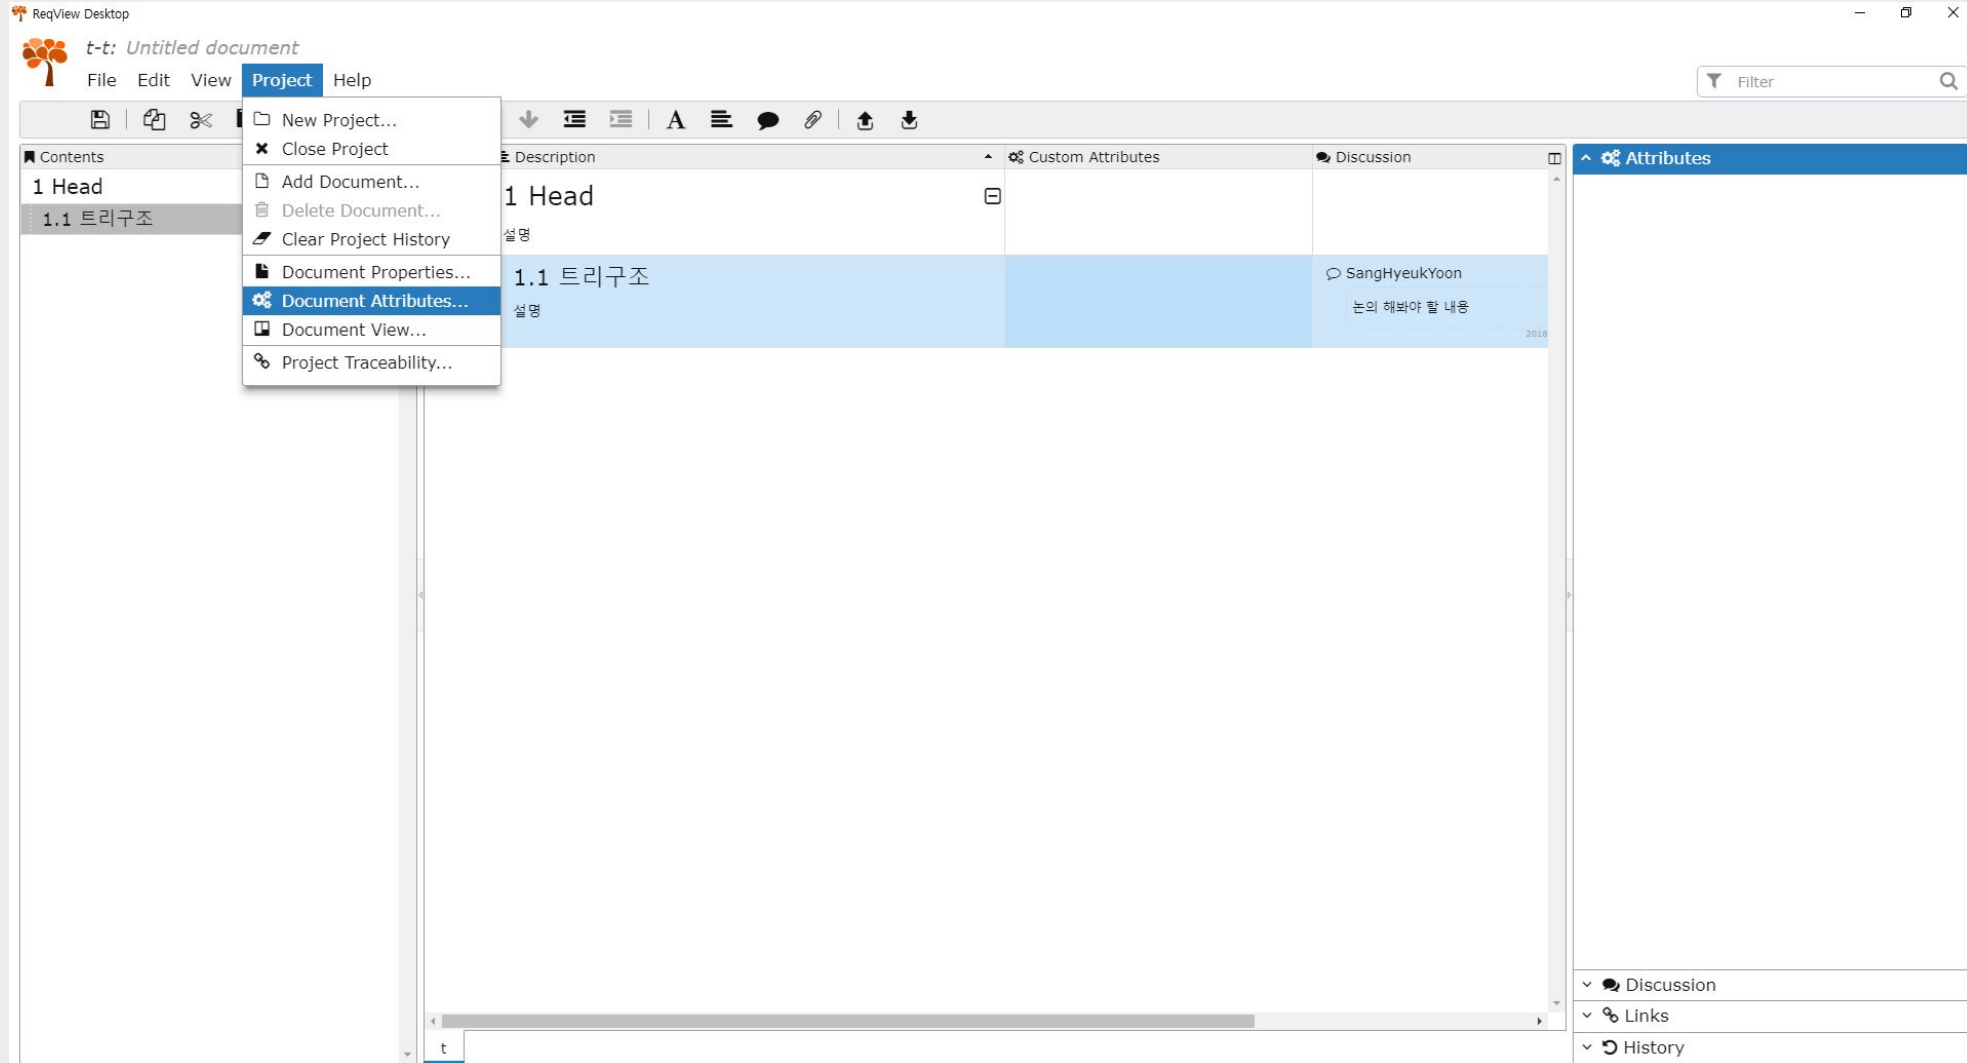 ReqView Desktop
t-t: Untitled document
File Edit View Project Help
Filter
New Project...
Close Project
Add Document...
Delete Document...
Clear Project History
Document Properties...
Document Attributes...
Document View...
Project Traceability...
Contents
1 Head
1.1 트리구조
Description
Custom Attributes
Discussion
1 Head
설명
1.1 트리구조
설명
SangHyeukYoon
논의 해봐야 할 내용
2018
Attributes
Discussion
Links
History
t